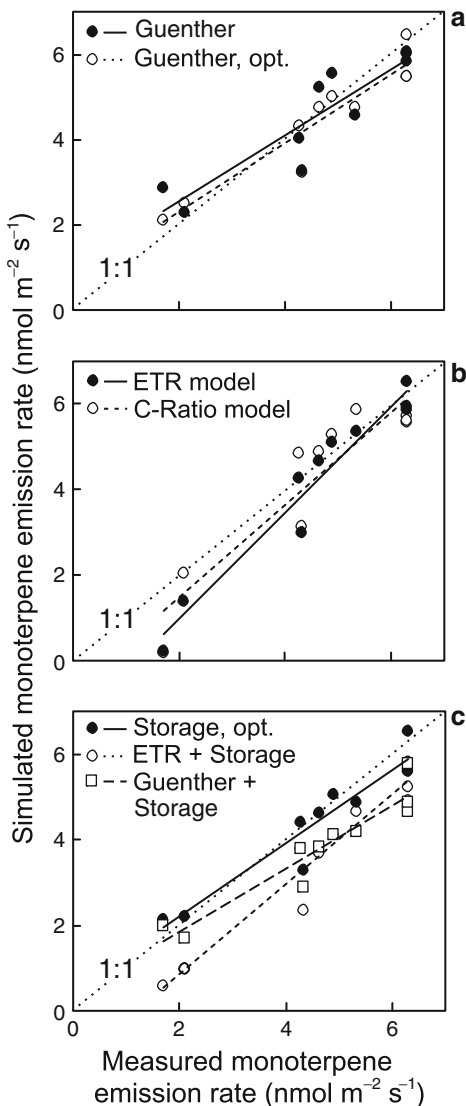 Simulated monoterpene emission rate (nmol m⁻² s⁻¹)
a
Guenther
Guenther, opt.
6
4
2
0
1:1
b
ETR model
C-Ratio model
6
4
2
0
1:1
c
Storage, opt.
ETR + Storage
Guenther +
Storage
6
4
2
0
1:1
0 2 4 6
Measured monoterpene
emission rate (nmol m⁻² s⁻¹)